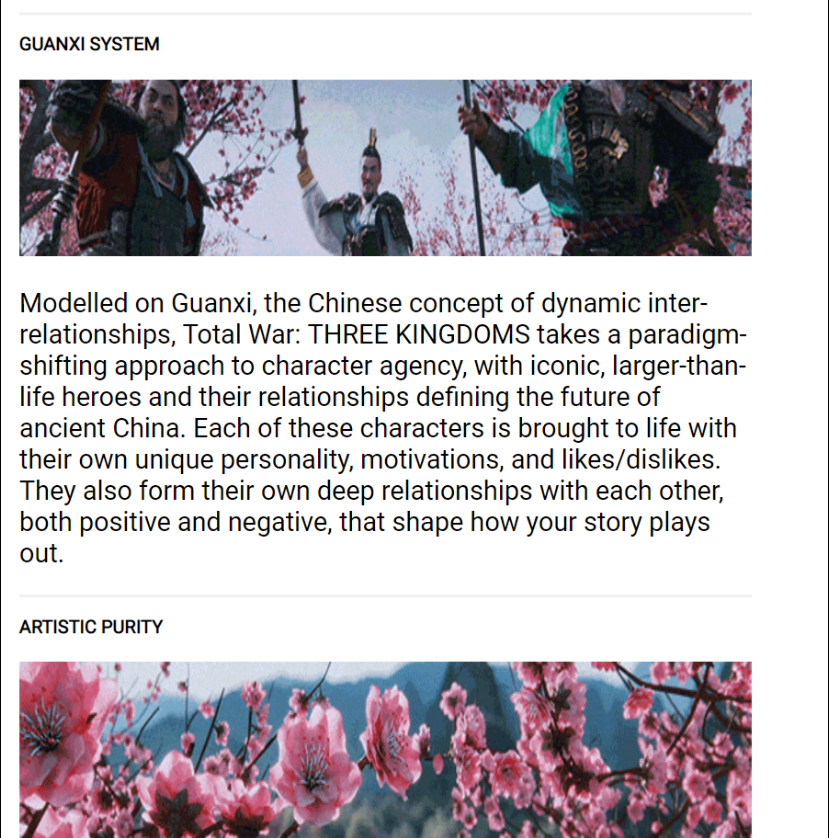 GUANXI SYSTEM
Modelled on Guanxi, the Chinese concept of dynamic inter-
relationships, Total War: THREE KINGDOMS takes a paradigm-
shifting approach to character agency, with iconic, larger-than-
life heroes and their relationships defining the future of
ancient China. Each of these characters is brought to life with
their own unique personality, motivations, and likes/dislikes.
They also form their own deep relationships with each other,
both positive and negative, that shape how your story plays
out.
ARTISTIC PURITY